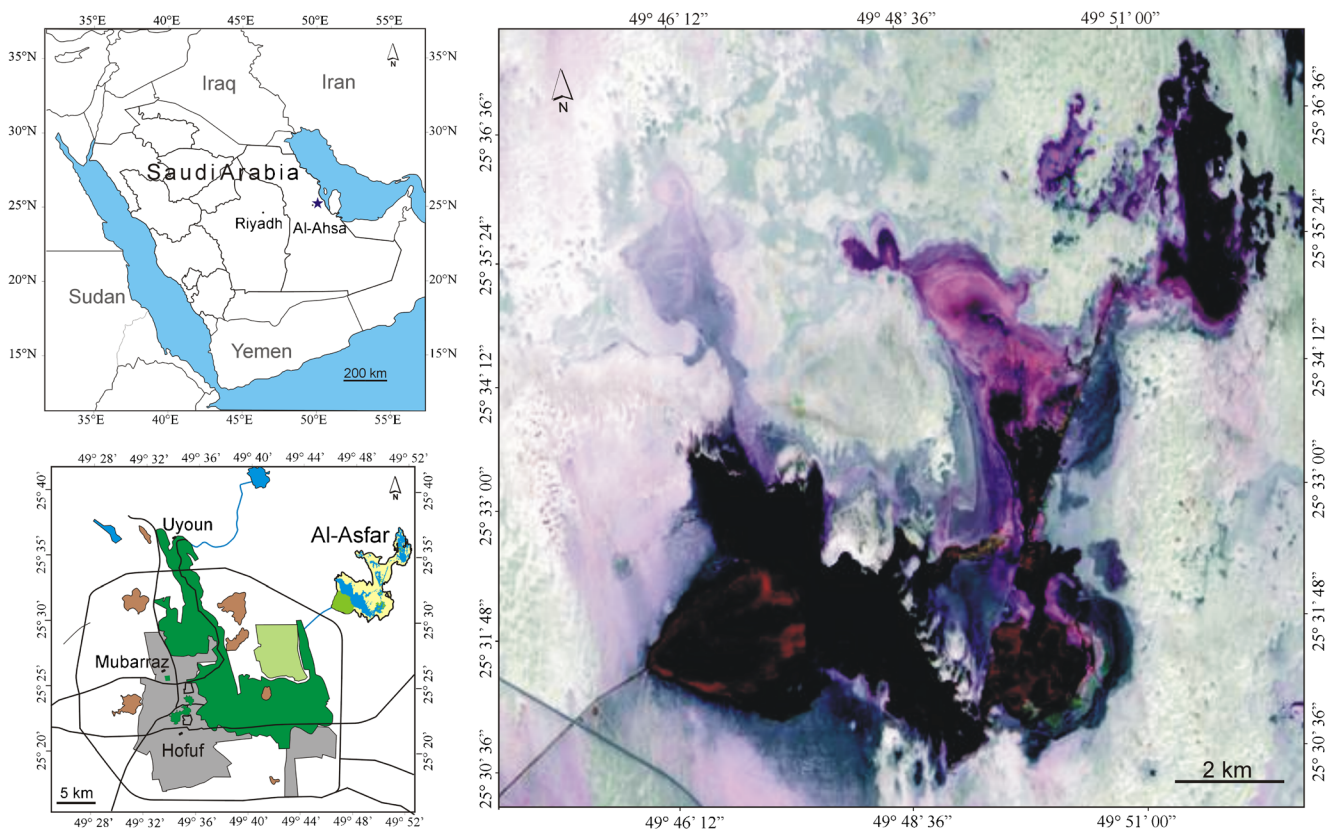 35°E 40°E 45°E 50°E 55°E
35°N 35°N
N
Iraq Iran
30°N 30°N
SaudiArabia
25°N 25°N
Riyadh Al-Ahsa
20°N 20°N
Sudan
15°N 15°N
Yemen
200 km
35°E 40°E 45°E 50°E 55°E
49° 28' 49° 32' 49° 36' 49° 40' 49° 44' 49° 48' 49° 52'
25° 40' 25° 40'
N
Uyoun
Al-Asfar
25° 35' 25° 35'
25° 30' 25° 30'
Mubarraz
25° 25' 25° 25'
Hofuf
25° 20' 25° 20'
5 km
49° 28' 49° 32' 49° 36' 49° 40' 49° 44' 49° 48' 49° 52'
49° 46' 12” 49° 48' 36” 49° 51' 00”
N
25° 36' 36” 25° 36' 36”
25° 35' 24” 25° 35' 24”
25° 34' 12” 25° 34' 12”
25° 33' 00” 25° 33' 00”
25° 31' 48” 25° 31' 48”
25° 30' 36” 25° 30' 36”
2 km
49° 46' 12” 49° 48' 36” 49° 51' 00”